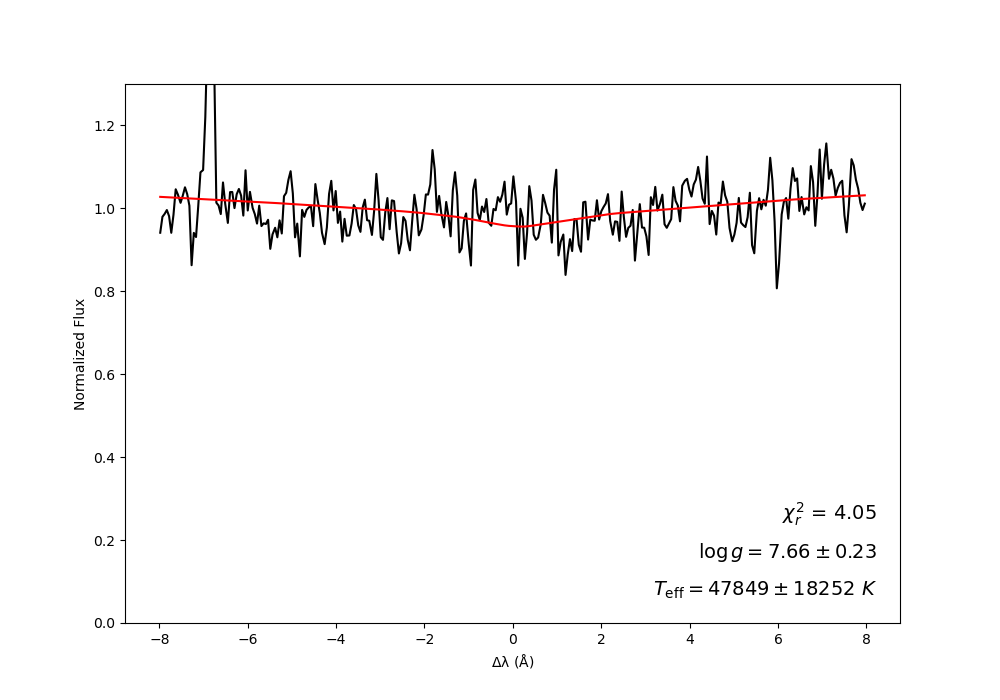 1.2
1.0
0.8
0.6
0.4
0.2
0.0
Normalized Flux
χ²ᵣ = 4.05
log g = 7.66 ± 0.23
T_eff = 47849 ± 18252 K
−8 −6 −4 −2 0 2 4 6 8
Δλ (Å)